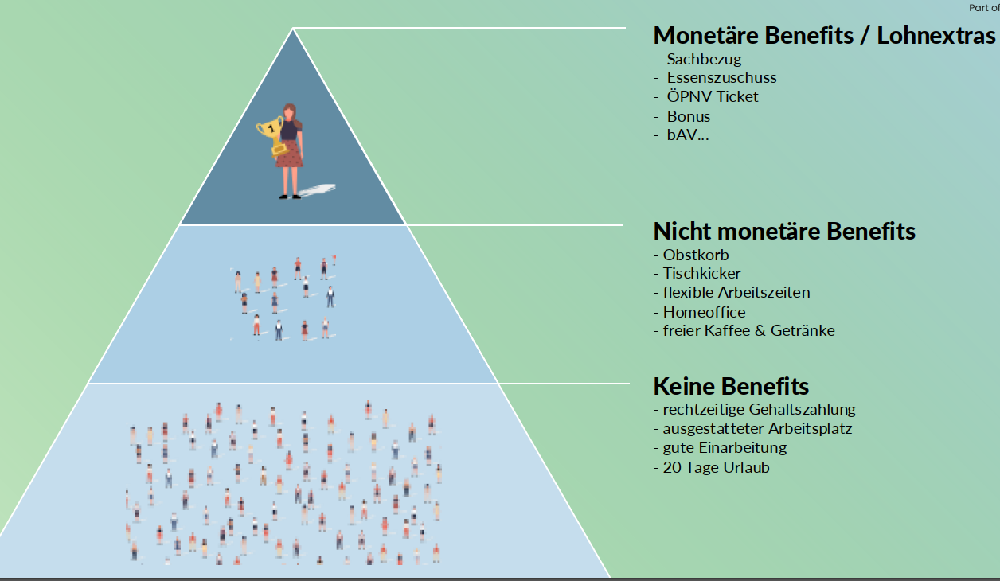 Part of
Monetäre Benefits / Lohnextras
- Sachbezug
- Essenszuschuss
- ÖPNV Ticket
- Bonus
- bAV...
1
Nicht monetäre Benefits
- Obstkorb
- Tischkicker
- flexible Arbeitszeiten
- Homeoffice
- freier Kaffee & Getränke
Keine Benefits
- rechtzeitige Gehaltszahlung
- ausgestatteter Arbeitsplatz
- gute Einarbeitung
- 20 Tage Urlaub